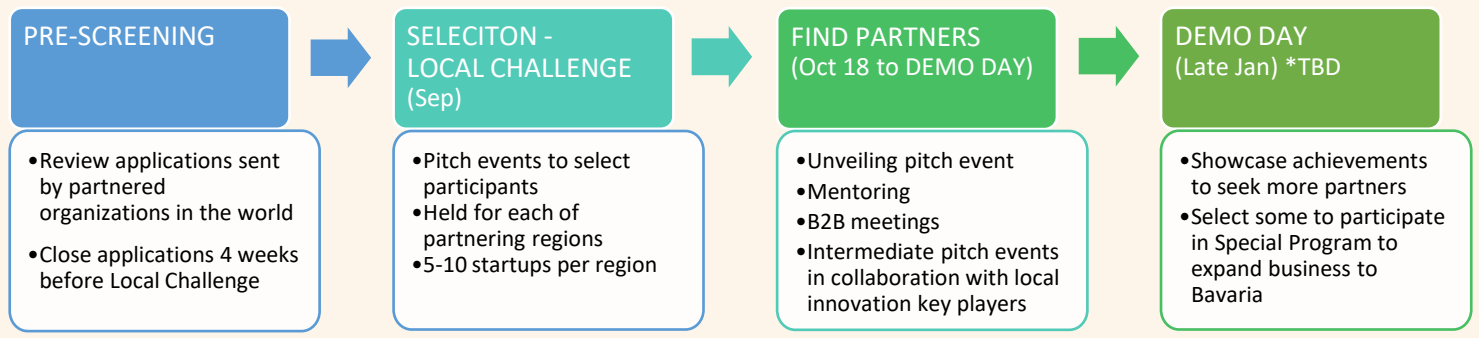 PRE-SCREENING
•Review applications sent
by partnered
organizations in the world
•Close applications 4 weeks
before Local Challenge
SELECITON -
LOCAL CHALLENGE
(Sep)
•Pitch events to select
participants
•Held for each of
partnering regions
•5-10 startups per region
FIND PARTNERS
(Oct 18 to DEMO DAY)
•Unveiling pitch event
•Mentoring
•B2B meetings
•Intermediate pitch events
in collaboration with local
innovation key players
DEMO DAY
(Late Jan) *TBD
•Showcase achievements
to seek more partners
•Select some to participate
in Special Program to
expand business to
Bavaria